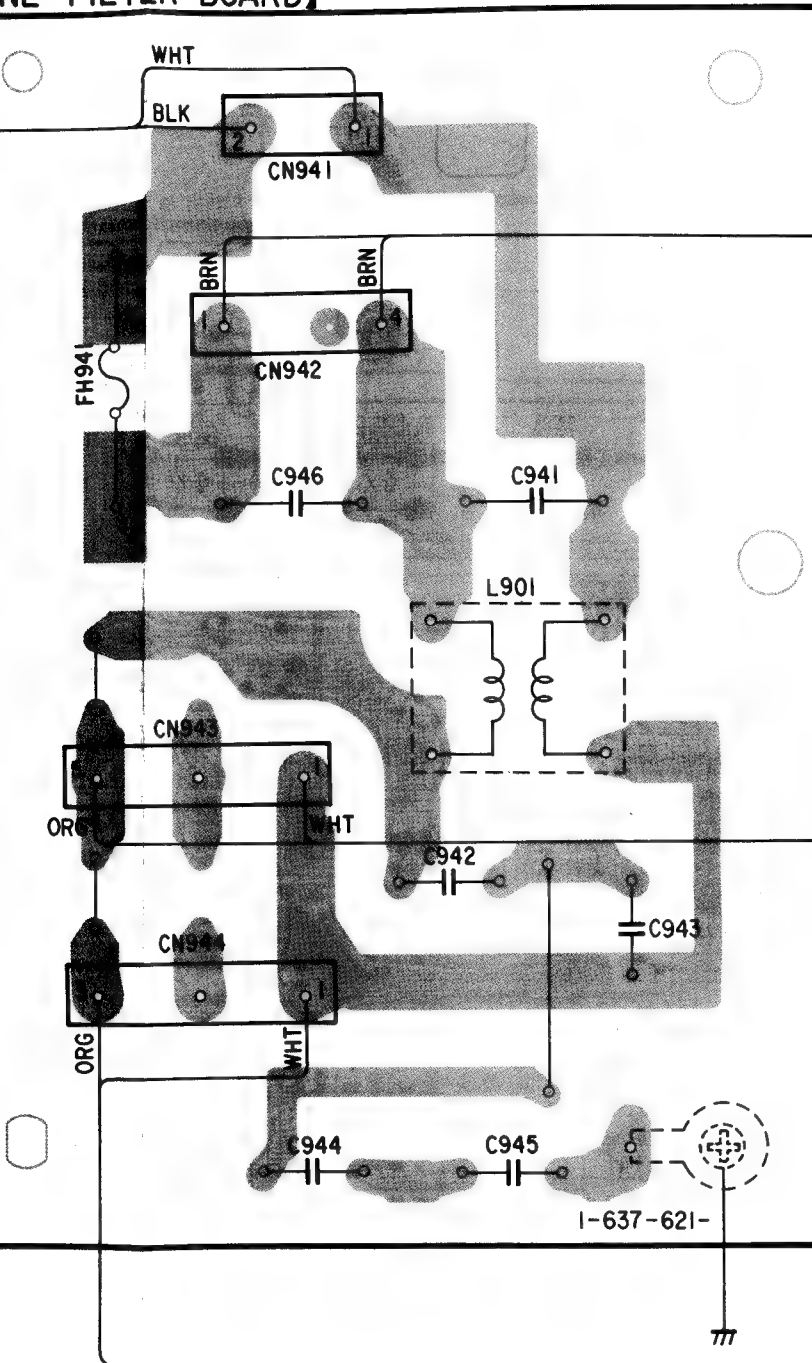 NE FILTER BOARD】
WHT
BLK
2
1
CN941
BRN
BRN
1
4
CN942
FH941
C946
C941
L901
CN943
1
ORG
WHT
C942
C943
CN944
1
ORG
WHT
C944
C945
1-637-621-